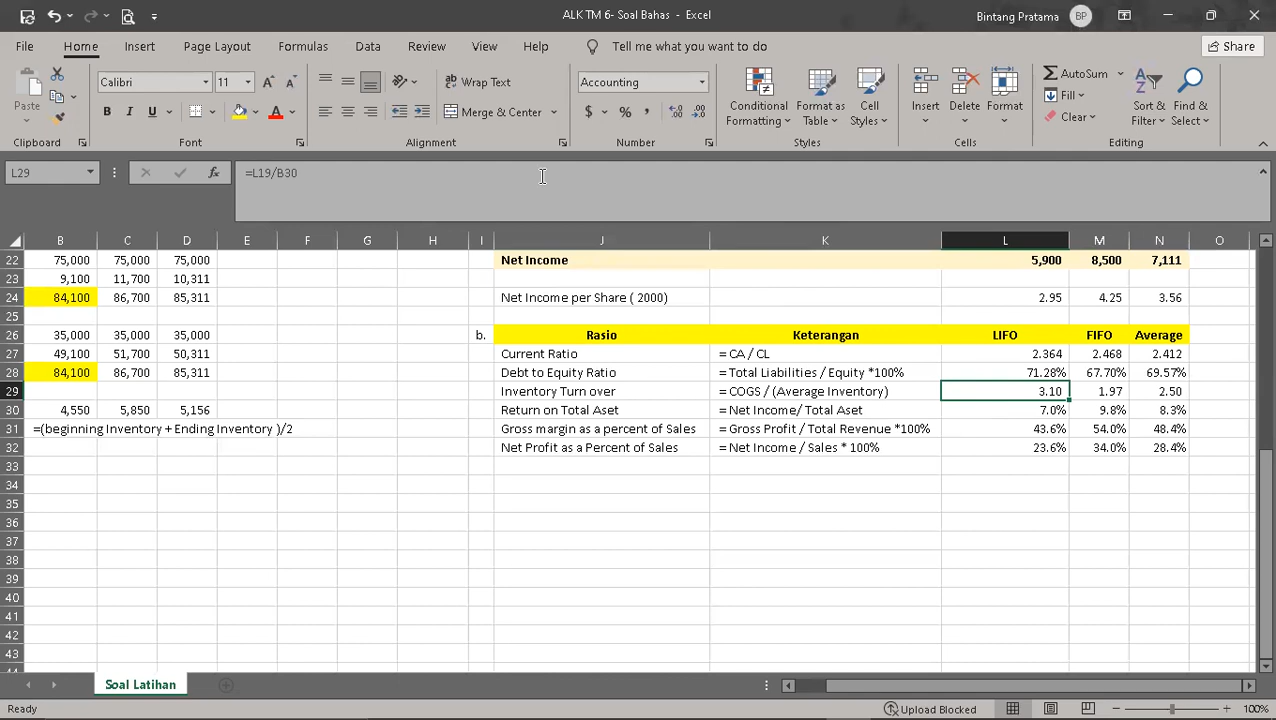 ALK TM 6- Soal Bahas - Excel
Bintang Pratama BP
File Home Insert Page Layout Formulas Data Review View Help Tell me what you want to do Share
Paste
Clipboard
Calibri 11
B I U
Font
Wrap Text
Merge & Center
Alignment
Accounting
$ % ,
Number
Conditional Formatting
Format as Table
Cell Styles
Styles
Insert Delete Format
Cells
AutoSum
Fill
Clear
Sort & Filter
Find & Select
Editing
L29 fx =L19/B30
B C D E F G H I J K L M N O
22 75,000 75,000 75,000 Net Income 5,900 8,500 7,111
23 9,100 11,700 10,311
24 84,100 86,700 85,311 Net Income per Share ( 2000) 2.95 4.25 3.56
25
26 35,000 35,000 35,000 b. Rasio Keterangan LIFO FIFO Average
27 49,100 51,700 50,311 Current Ratio = CA / CL 2.364 2.468 2.412
28 84,100 86,700 85,311 Debt to Equity Ratio = Total Liabilities / Equity *100% 71.28% 67.70% 69.57%
29 Inventory Turn over = COGS / (Average Inventory) 3.10 1.97 2.50
30 4,550 5,850 5,156 Return on Total Aset = Net Income/ Total Aset 7.0% 9.8% 8.3%
31 =(beginning Inventory + Ending Inventory )/2 Gross margin as a percent of Sales = Gross Profit / Total Revenue *100% 43.6% 54.0% 48.4%
32 Net Profit as a Percent of Sales = Net Income / Sales * 100% 23.6% 34.0% 28.4%
33
34
35
36
37
38
39
40
41
42
43
44
Soal Latihan
Ready Upload Blocked 100%